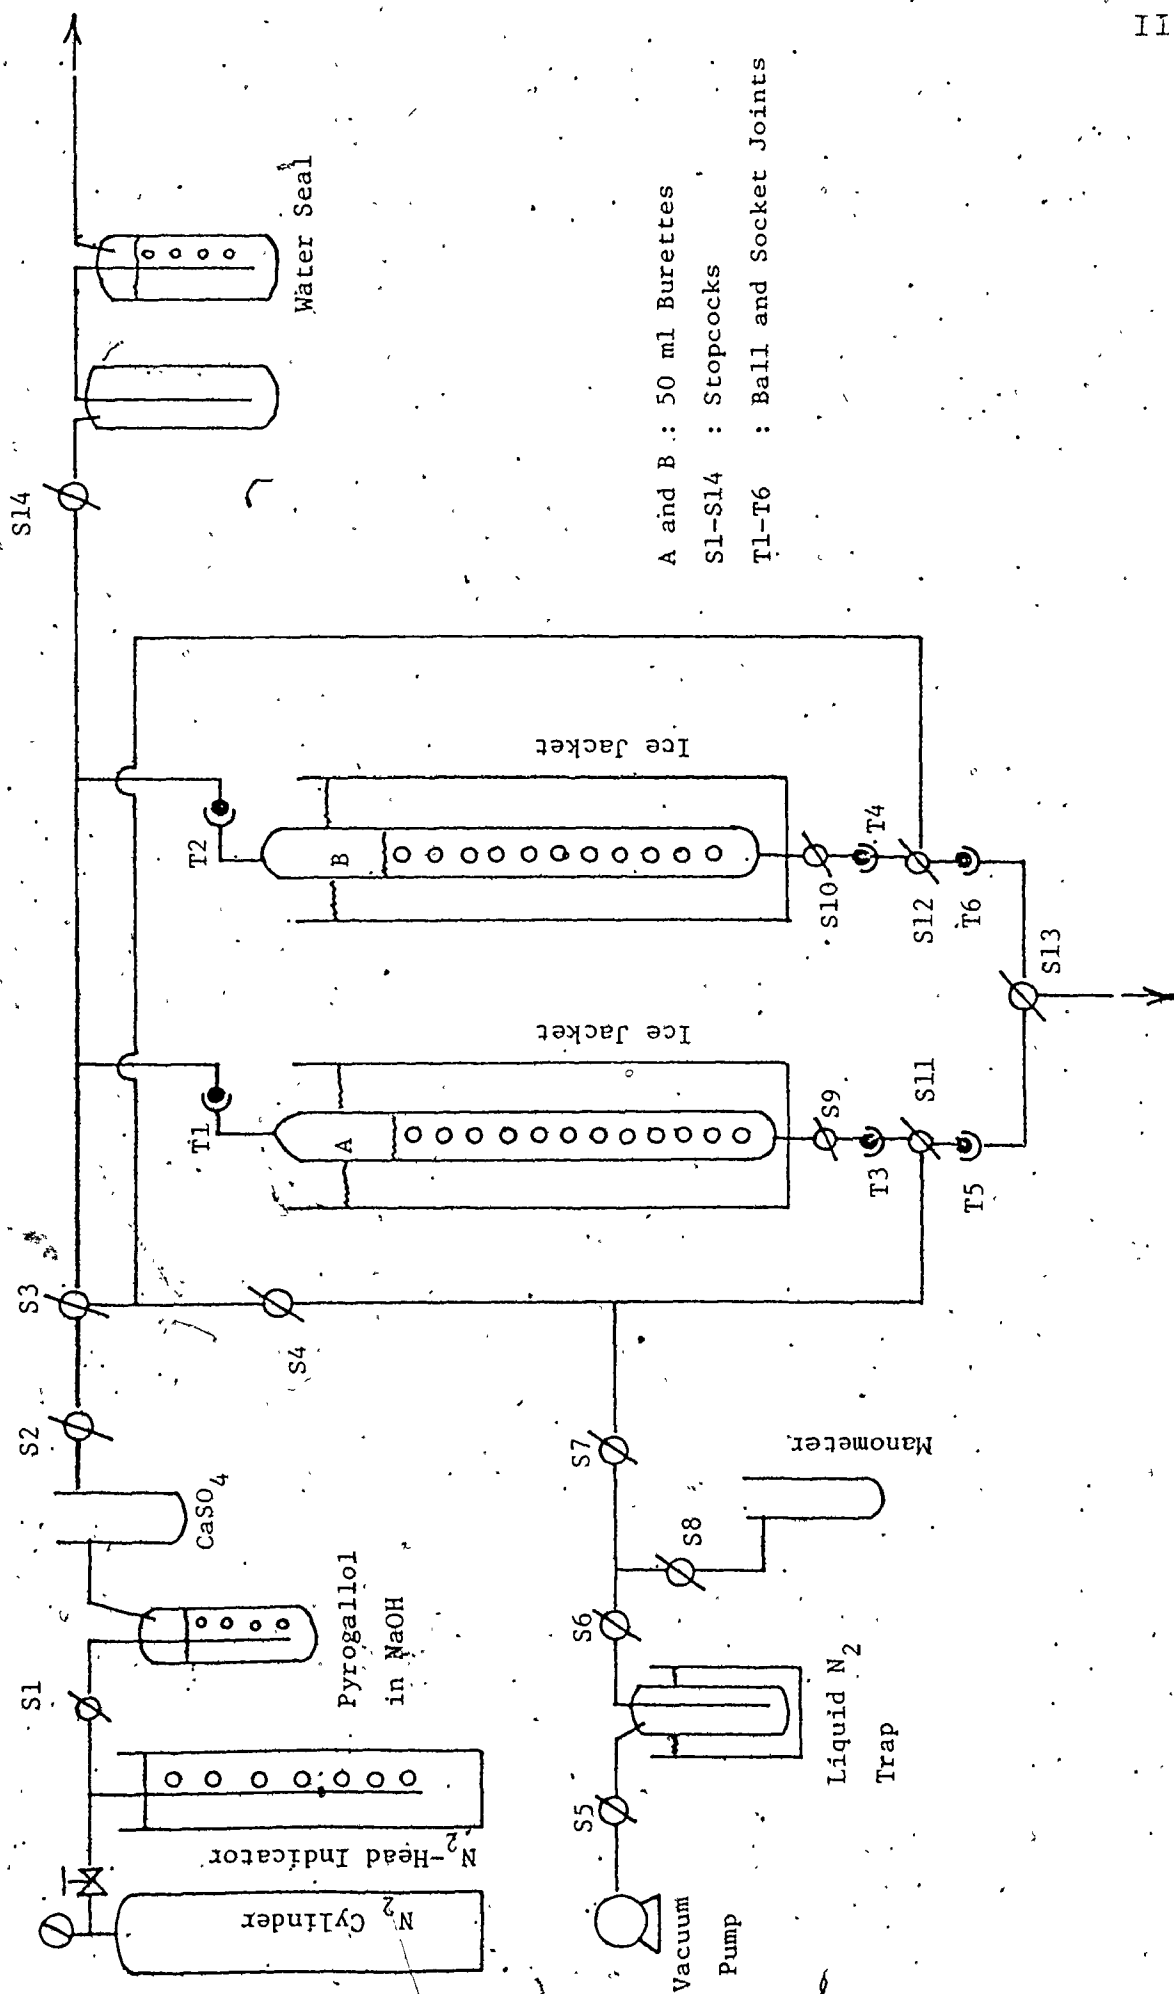 II
S14
Water Seal
A and B : 50 ml Burettes
S1-S14 : Stopcocks
T1-T6 : Ball and Socket Joints
S3
S2
S1
T1
T2
A
B
Ice Jacket
Ice Jacket
S4
CaSO4
Pyrogallol
in NaOH
N2-Head Indicator
N2 Cylinder
S9
T3
S11
T5
S10
T4
S12
T6
S13
S7
S8
Manometer
S6
S5
Liquid N2
Trap
Vacuum
Pump